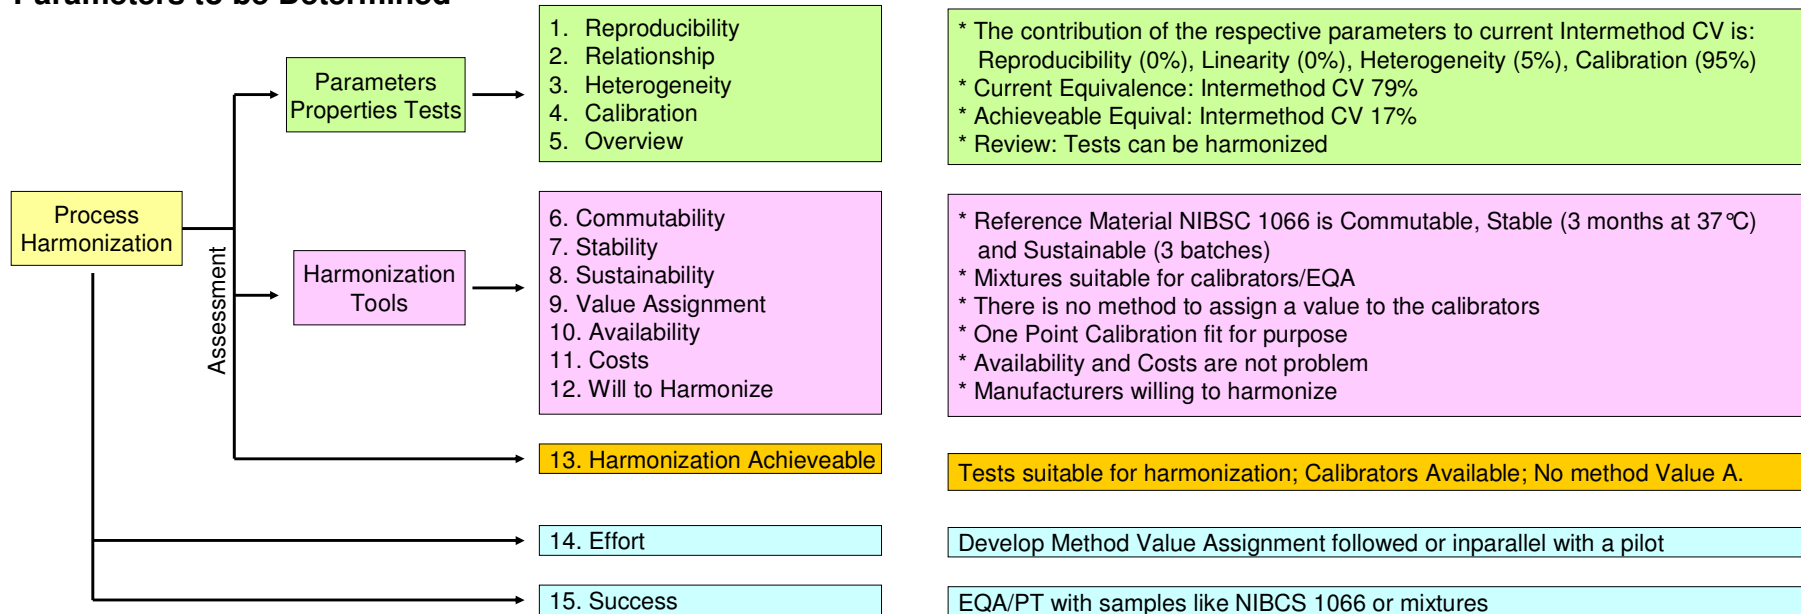 Parameters to be Determined
Process
Harmonization
Assessment
Parameters
Properties Tests
1. Reproducibility
2. Relationship
3. Heterogeneity
4. Calibration
5. Overview
* The contribution of the respective parameters to current Intermethod CV is:
Reproducibility (0%), Linearity (0%), Heterogeneity (5%), Calibration (95%)
* Current Equivalence: Intermethod CV 79%
* Achieveable Equival: Intermethod CV 17%
* Review: Tests can be harmonized
Harmonization
Tools
6. Commutability
7. Stability
8. Sustainability
9. Value Assignment
10. Availability
11. Costs
12. Will to Harmonize
* Reference Material NIBSC 1066 is Commutable, Stable (3 months at 37°C)
and Sustainable (3 batches)
* Mixtures suitable for calibrators/EQA
* There is no method to assign a value to the calibrators
* One Point Calibration fit for purpose
* Availability and Costs are not problem
* Manufacturers willing to harmonize
13. Harmonization Achieveable
Tests suitable for harmonization; Calibrators Available; No method Value A.
14. Effort
Develop Method Value Assignment followed or inparallel with a pilot
15. Success
EQA/PT with samples like NIBCS 1066 or mixtures